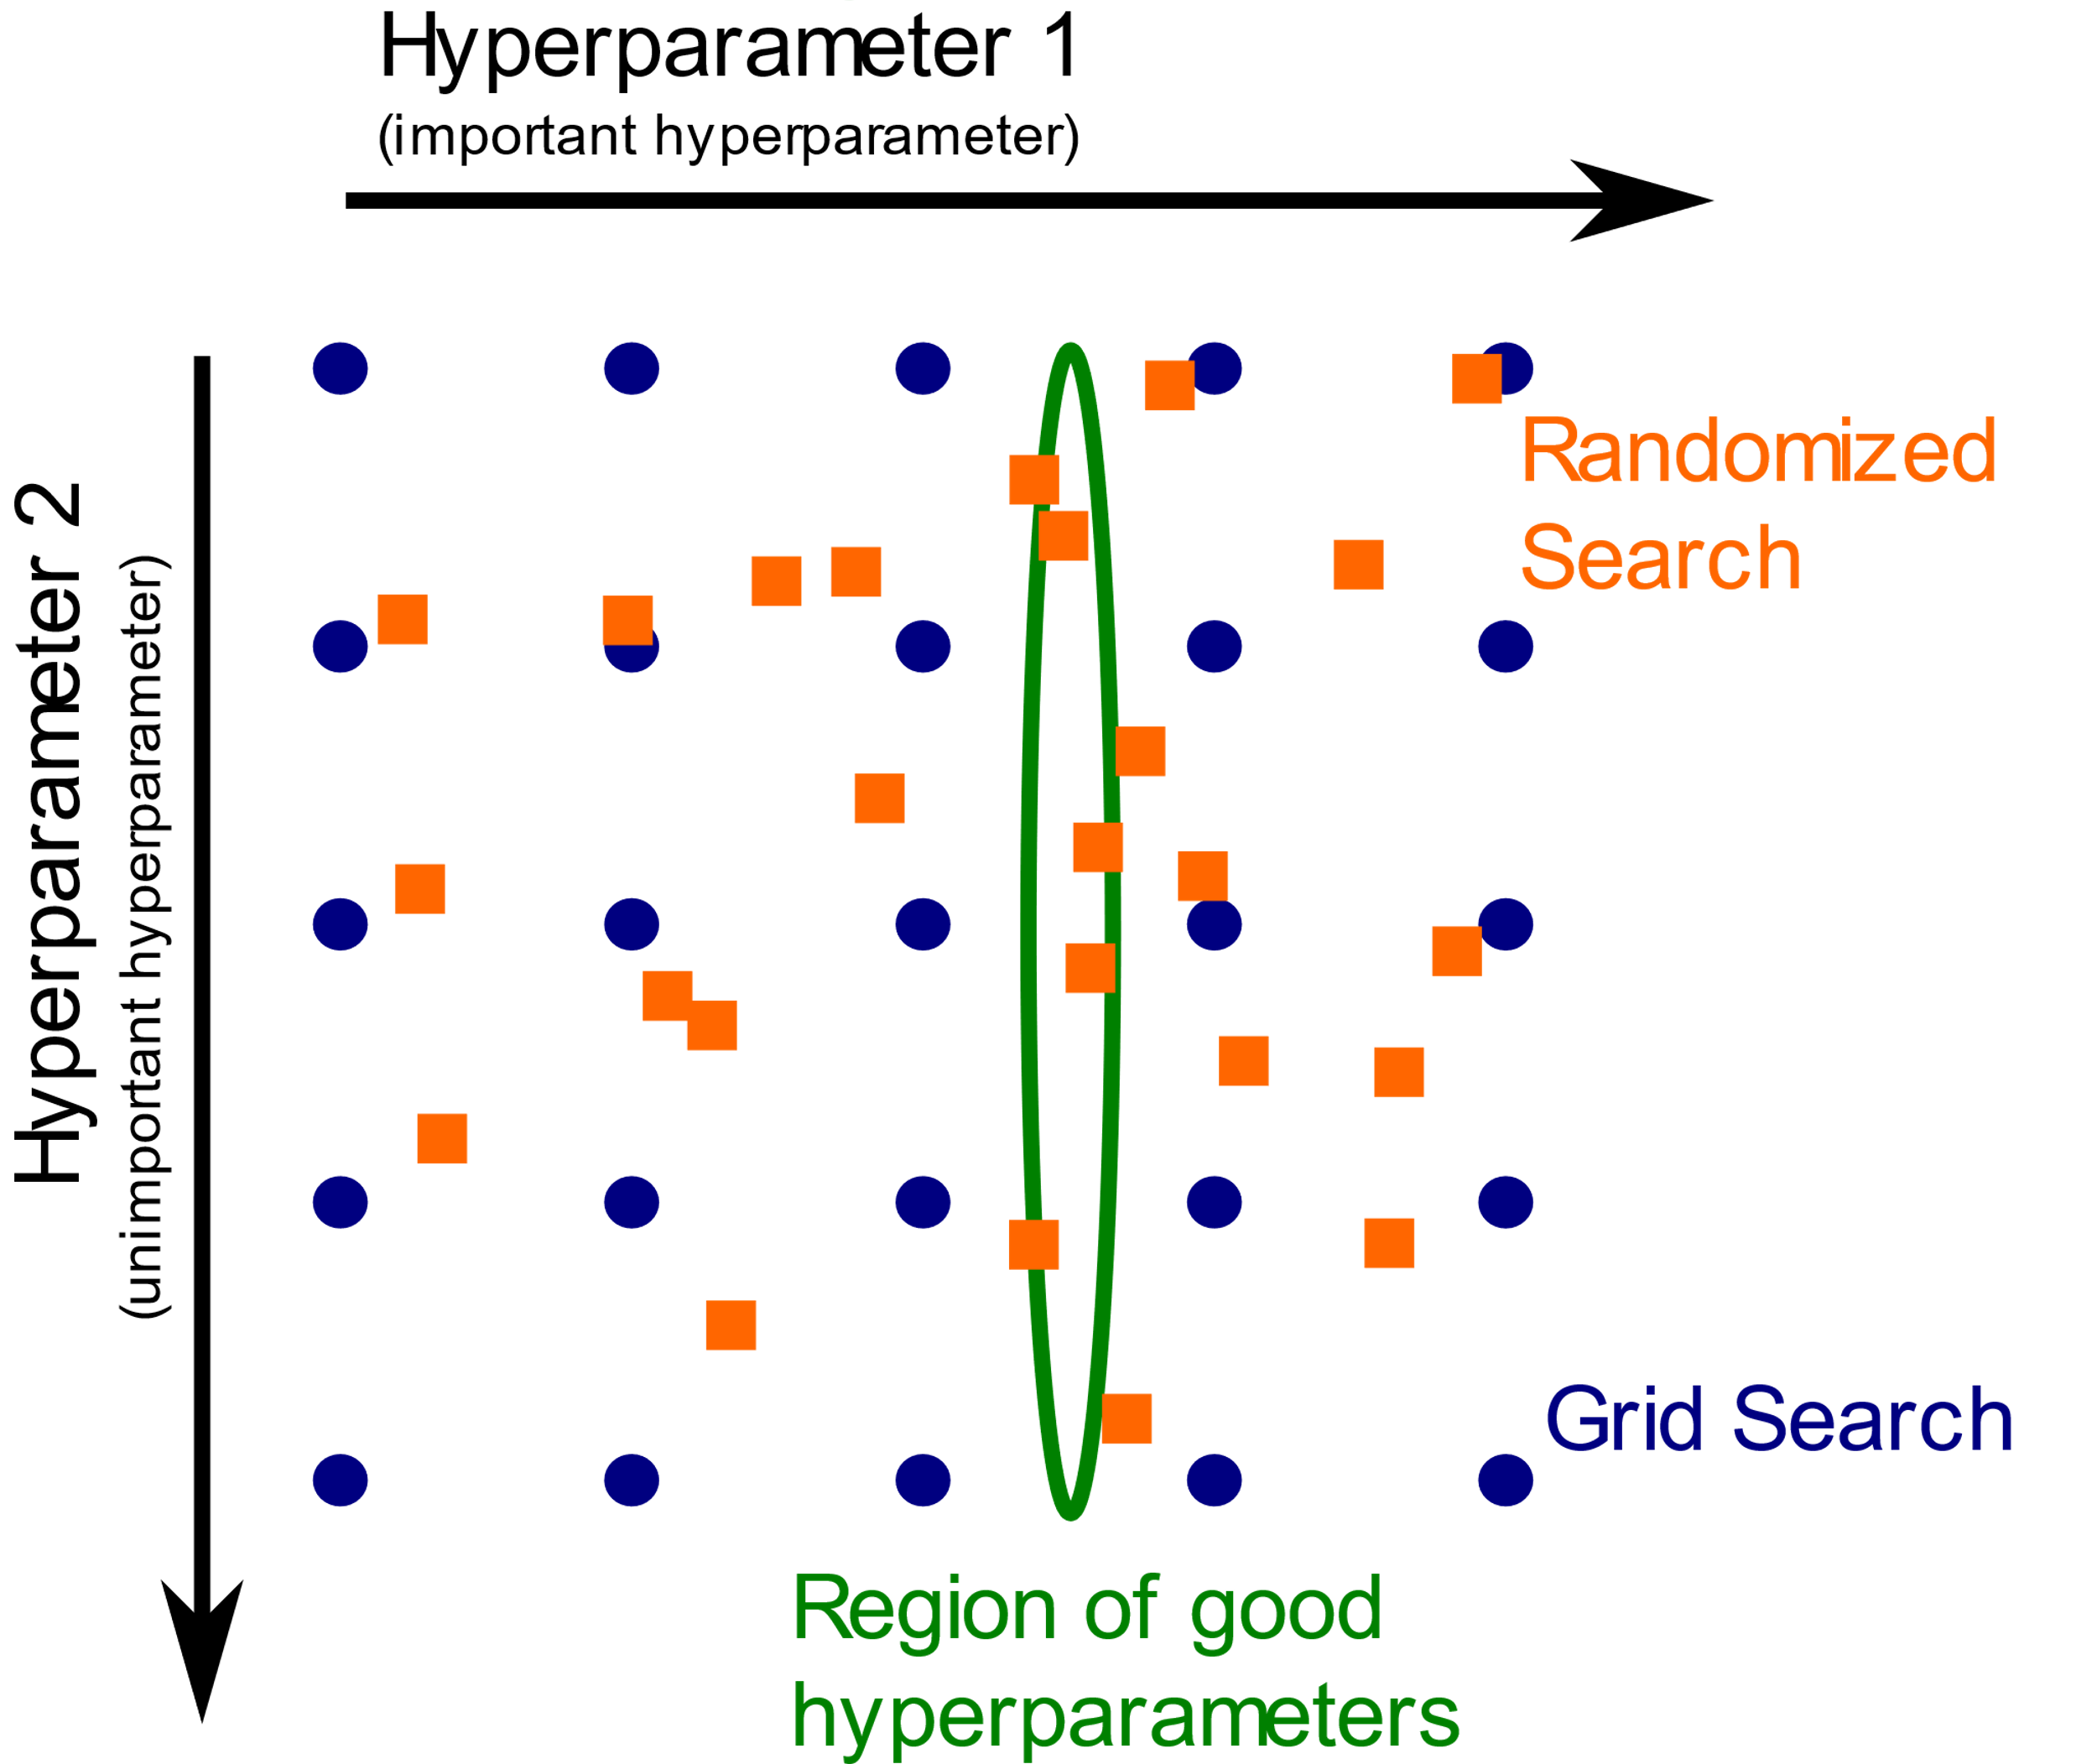 Hyperparameter 1
(important hyperparameter)
Hyperparameter 2
(unimportant hyperparameter)
Randomized
Search
Grid Search
Region of good
hyperparameters